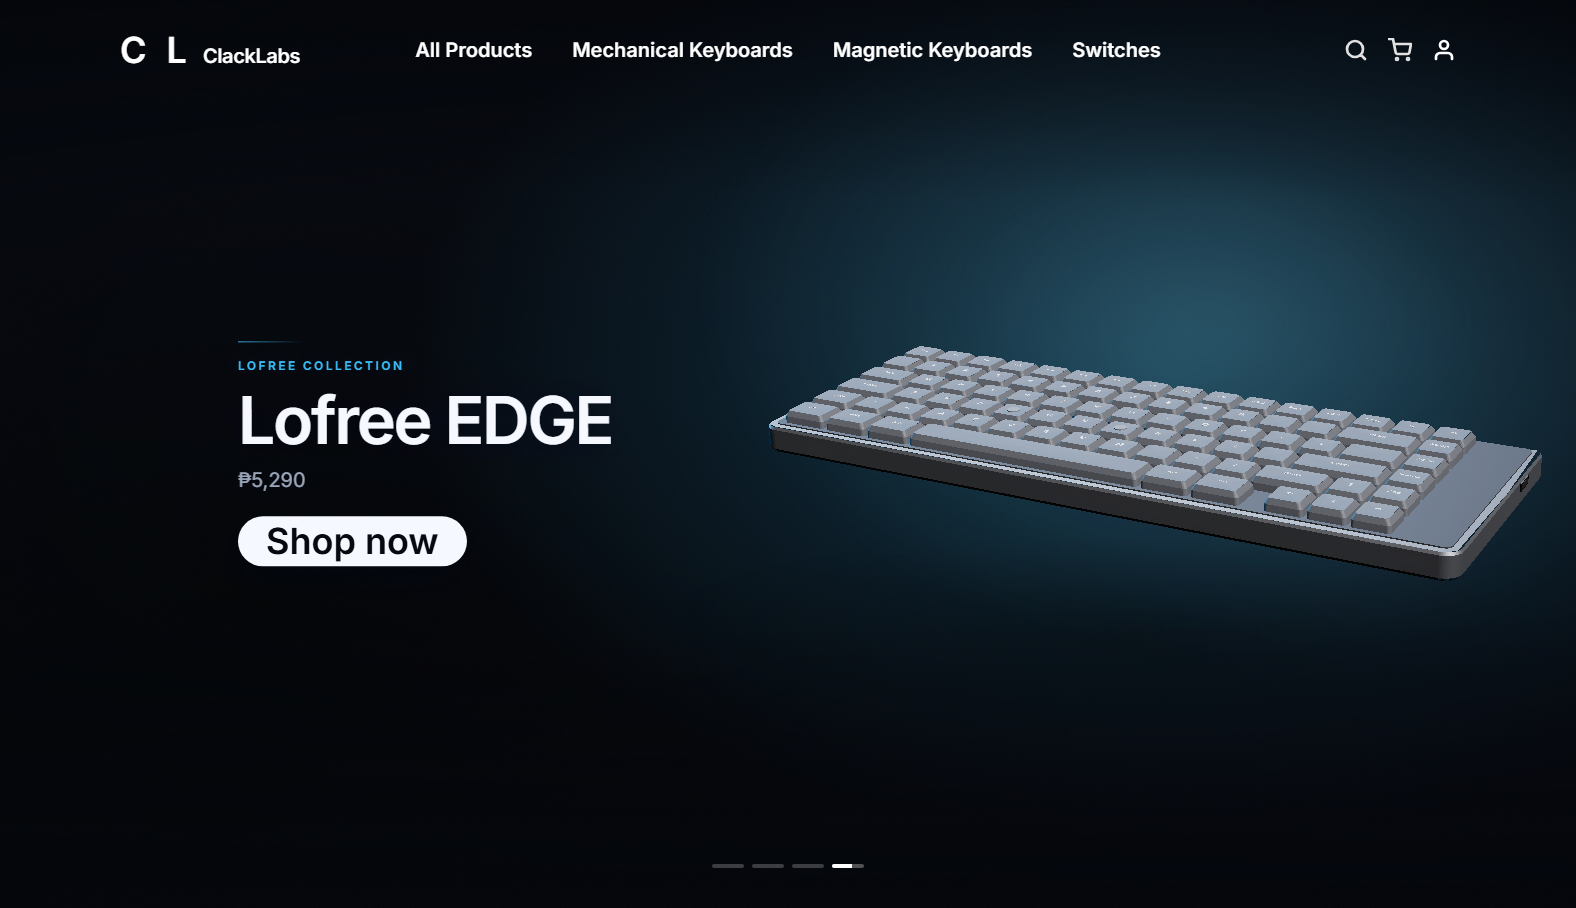 C L ClackLabs
All Products Mechanical Keyboards Magnetic Keyboards Switches
LOFREE COLLECTION
Lofree EDGE
₱5,290
Shop now